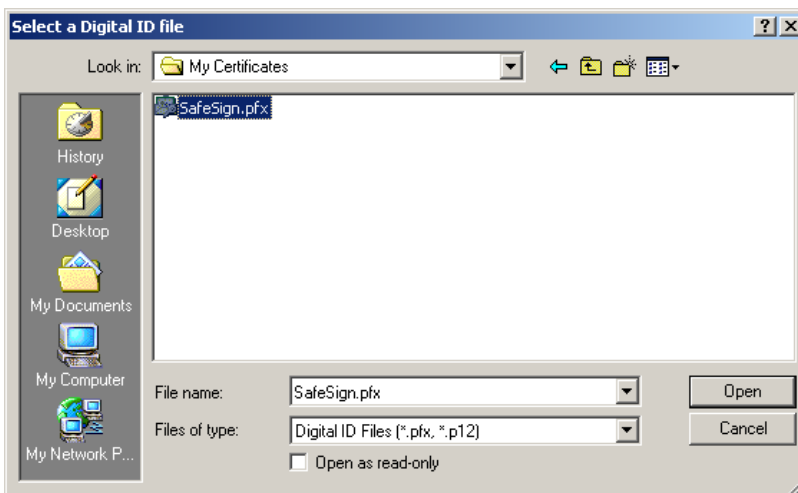 Select a Digital ID file
Look in: My Certificates
SafeSign.pfx
History
Desktop
My Documents
My Computer
My Network P...
File name: SafeSign.pfx Open
Files of type: Digital ID Files (*.pfx, *.p12) Cancel
Open as read-only